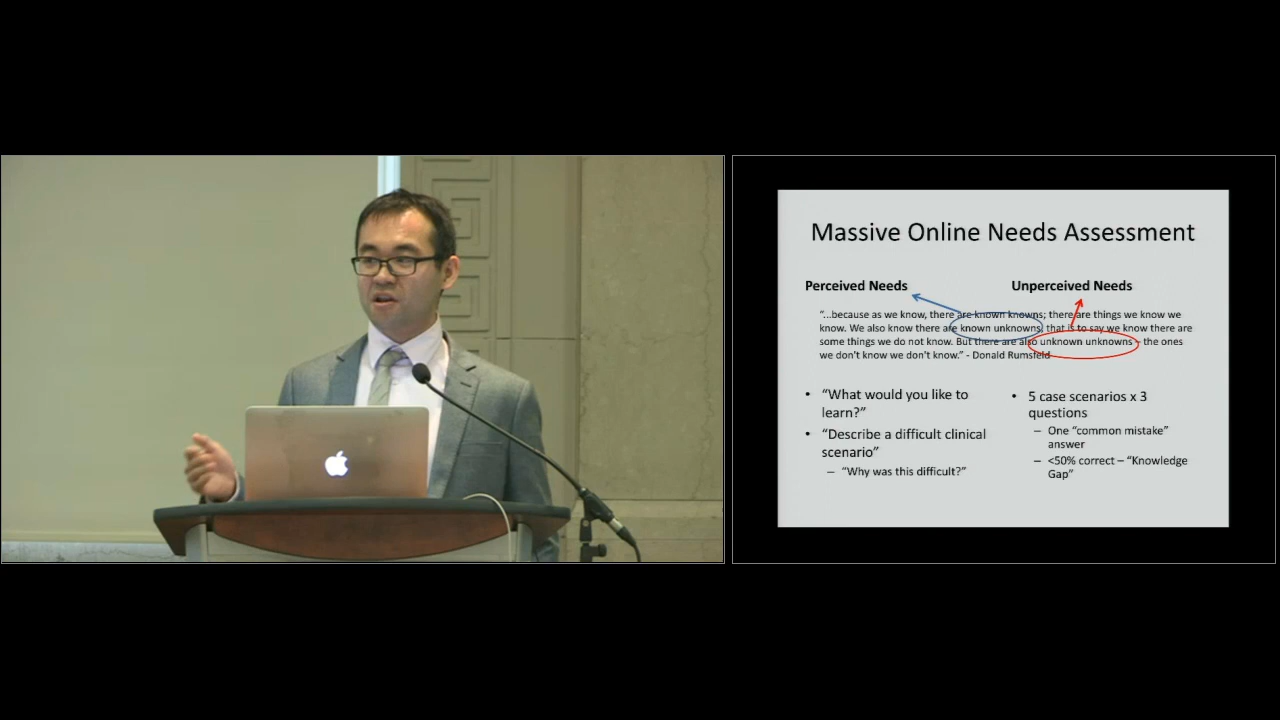 Massive Online Needs Assessment
Perceived Needs
Unperceived Needs
"...because as we know, there are known knowns; there are things we know we
know. We also know there are known unknowns; that is to say we know there are
some things we do not know. But there are also unknown unknowns – the ones
we don't know we don't know." - Donald Rumsfeld
• "What would you like to
learn?"
• "Describe a difficult clinical
scenario"
– "Why was this difficult?"
• 5 case scenarios x 3
questions
– One "common mistake"
answer
– <50% correct – "Knowledge
Gap"